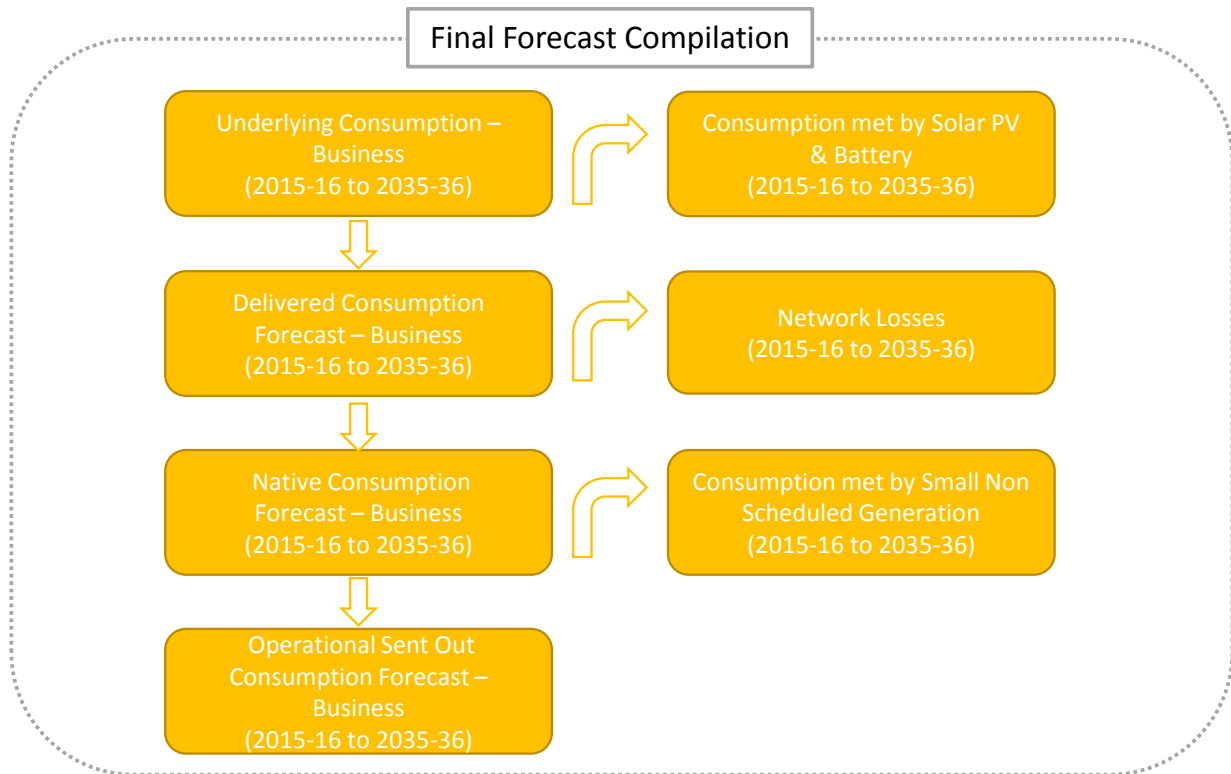 Final Forecast Compilation
Underlying Consumption –
Business
(2015-16 to 2035-36)
Consumption met by Solar PV
& Battery
(2015-16 to 2035-36)
Delivered Consumption
Forecast – Business
(2015-16 to 2035-36)
Network Losses
(2015-16 to 2035-36)
Native Consumption
Forecast – Business
(2015-16 to 2035-36)
Consumption met by Small Non
Scheduled Generation
(2015-16 to 2035-36)
Operational Sent Out
Consumption Forecast –
Business
(2015-16 to 2035-36)